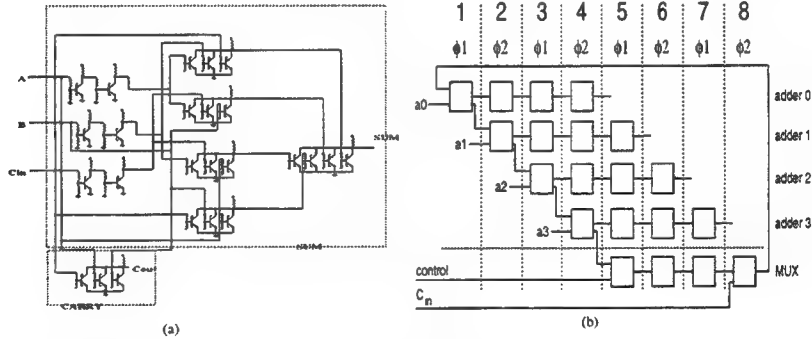 A
B
Cin
SUM
SUM
Cout
CARRY
(a)
1 2 3 4 5 6 7 8
ϕ1 ϕ2 ϕ1 ϕ2 ϕ1 ϕ2 ϕ1 ϕ2
a0
adder 0
a1
adder 1
a2
adder 2
a3
adder 3
control
MUX
Cin
(b)